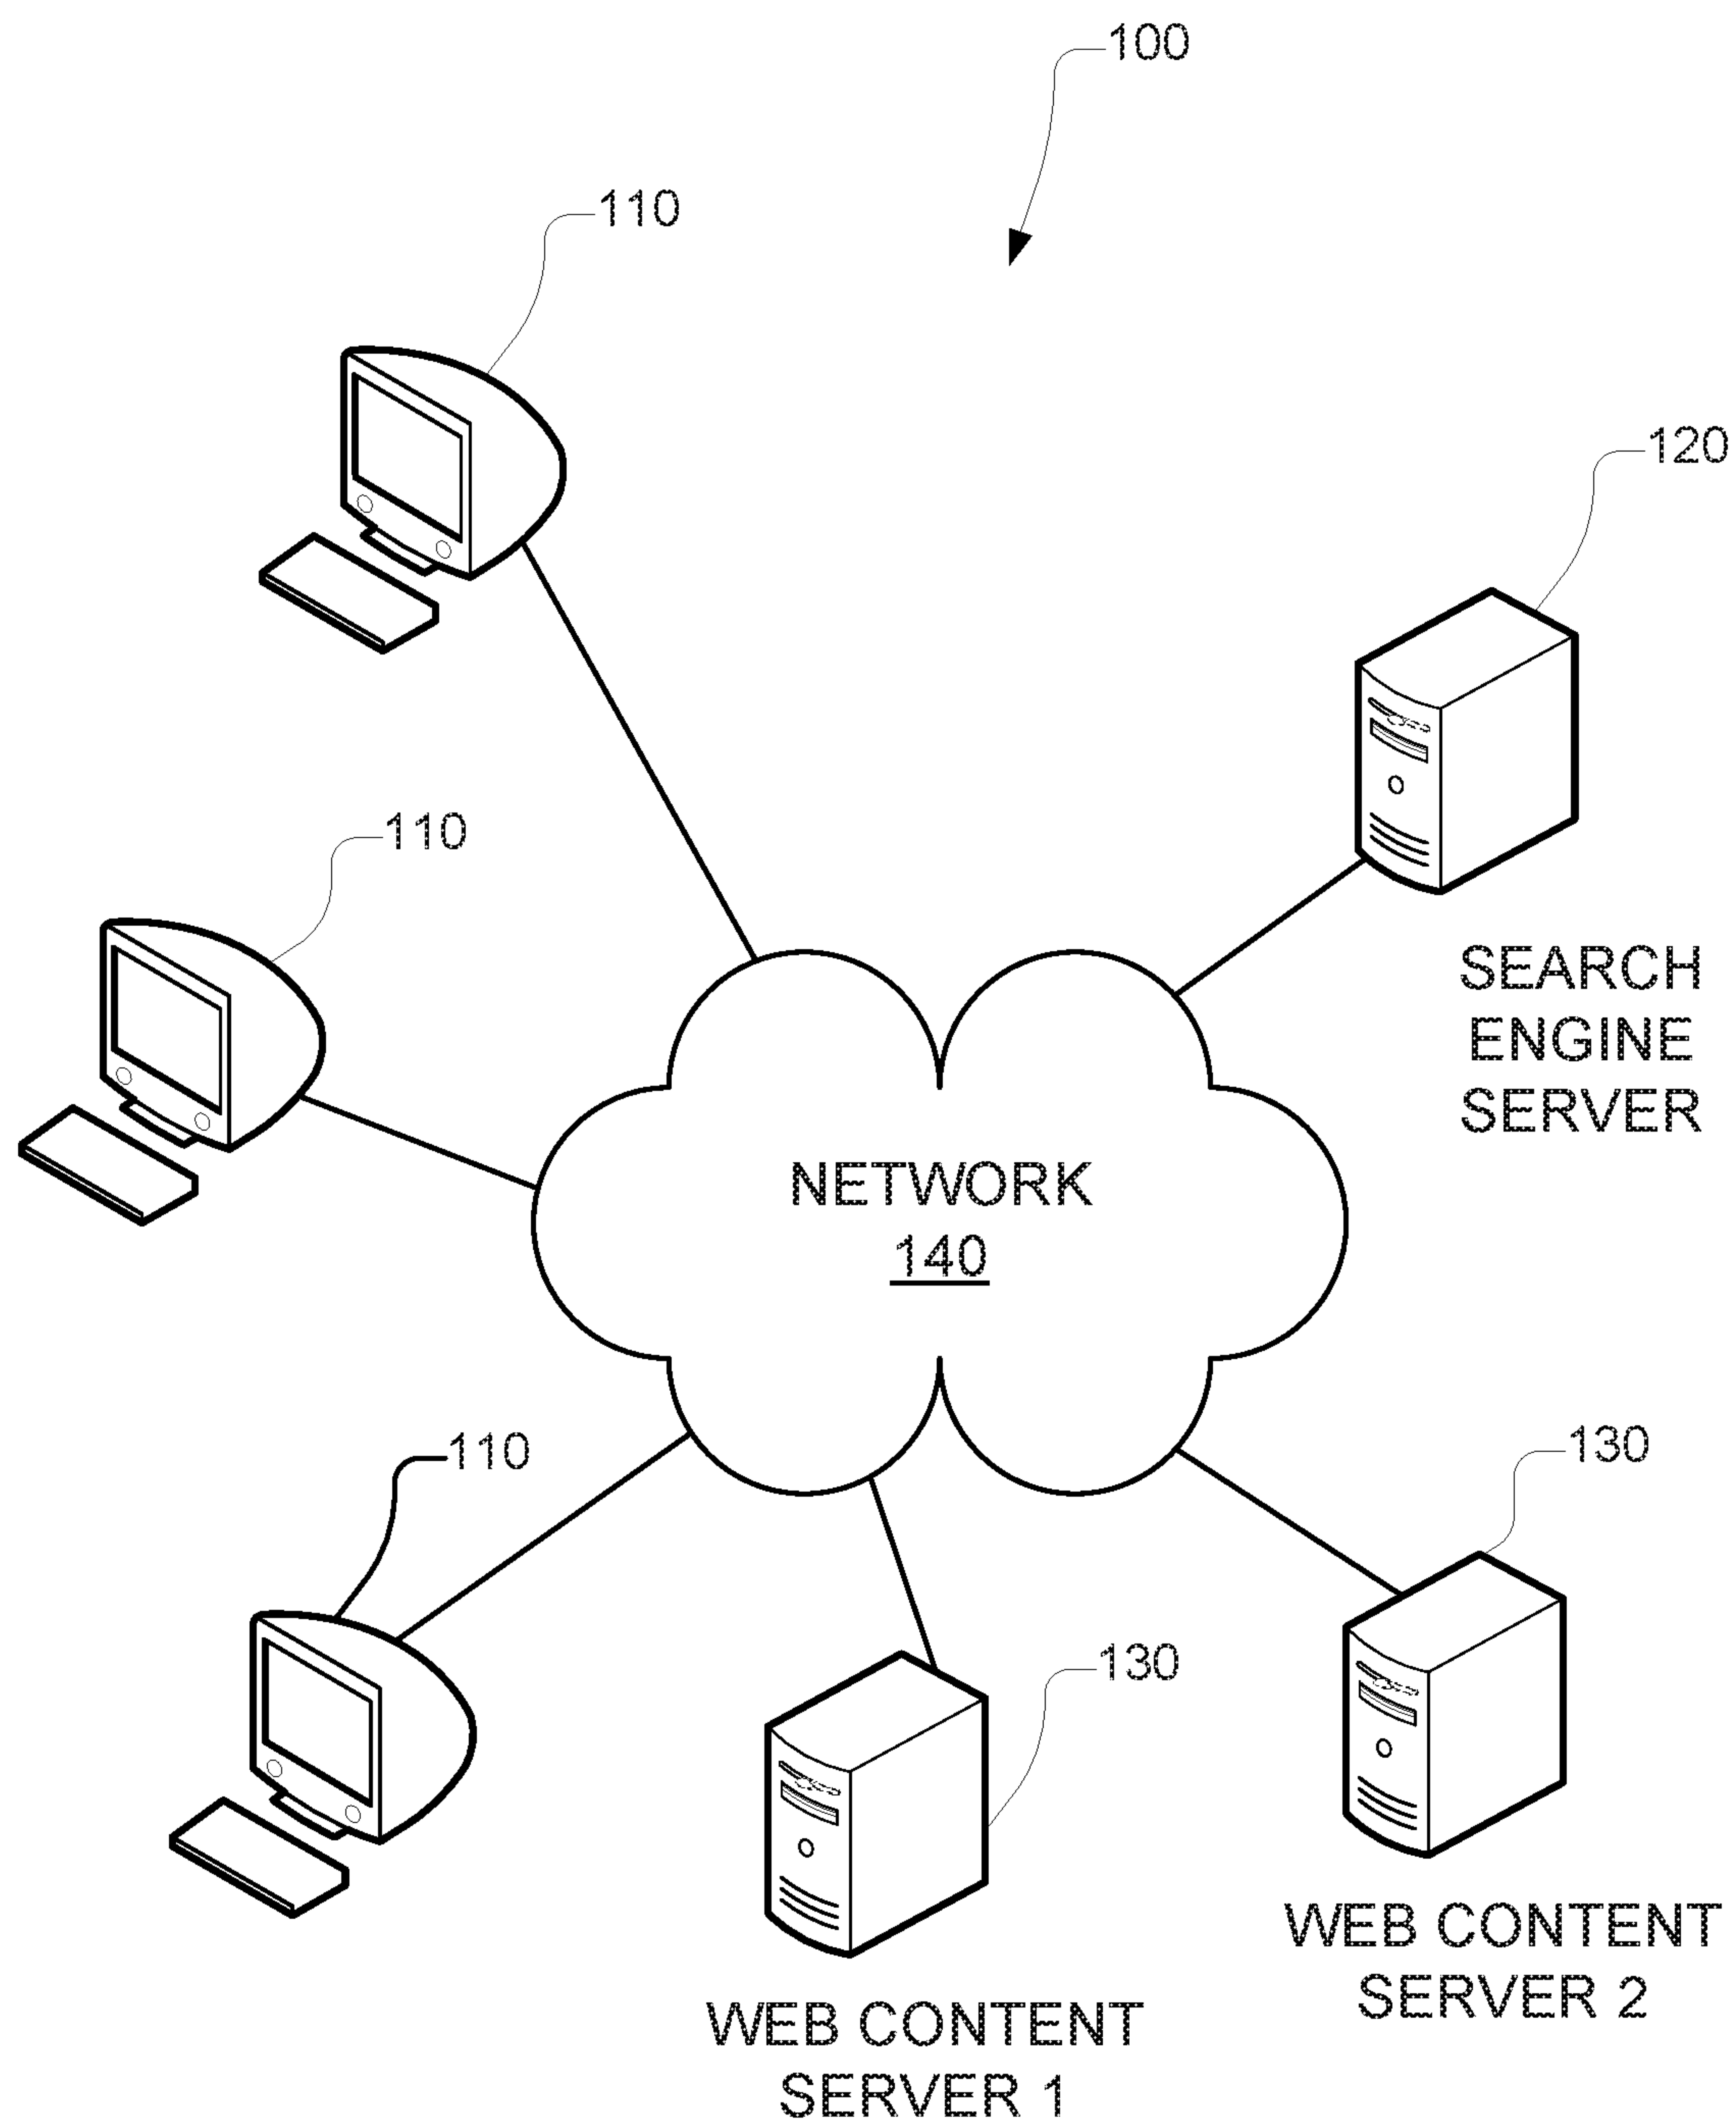 100
110
120
110
SEARCH
ENGINE
SERVER
NETWORK
140
110
130
130
WEB CONTENT
SERVER 2
WEB CONTENT
SERVER 1